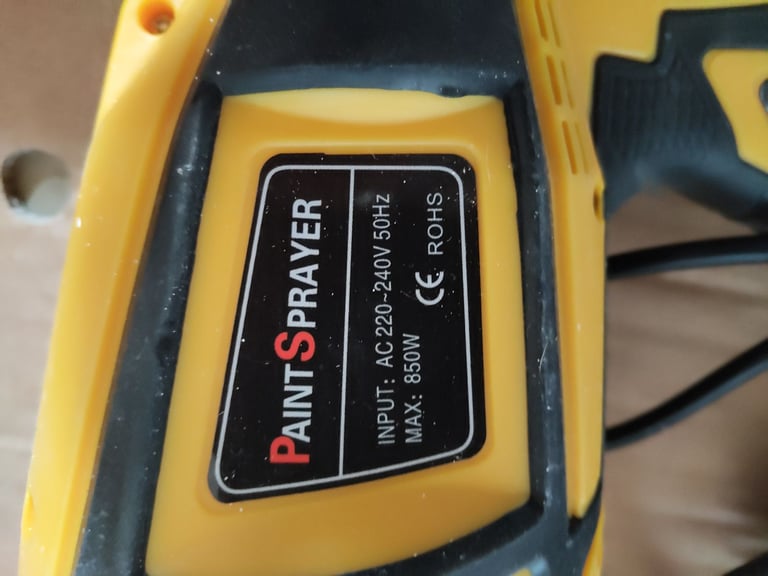 PAINTSPRAYER
INPUT: AC 220~240V 50Hz
MAX: 850W CE ROHS